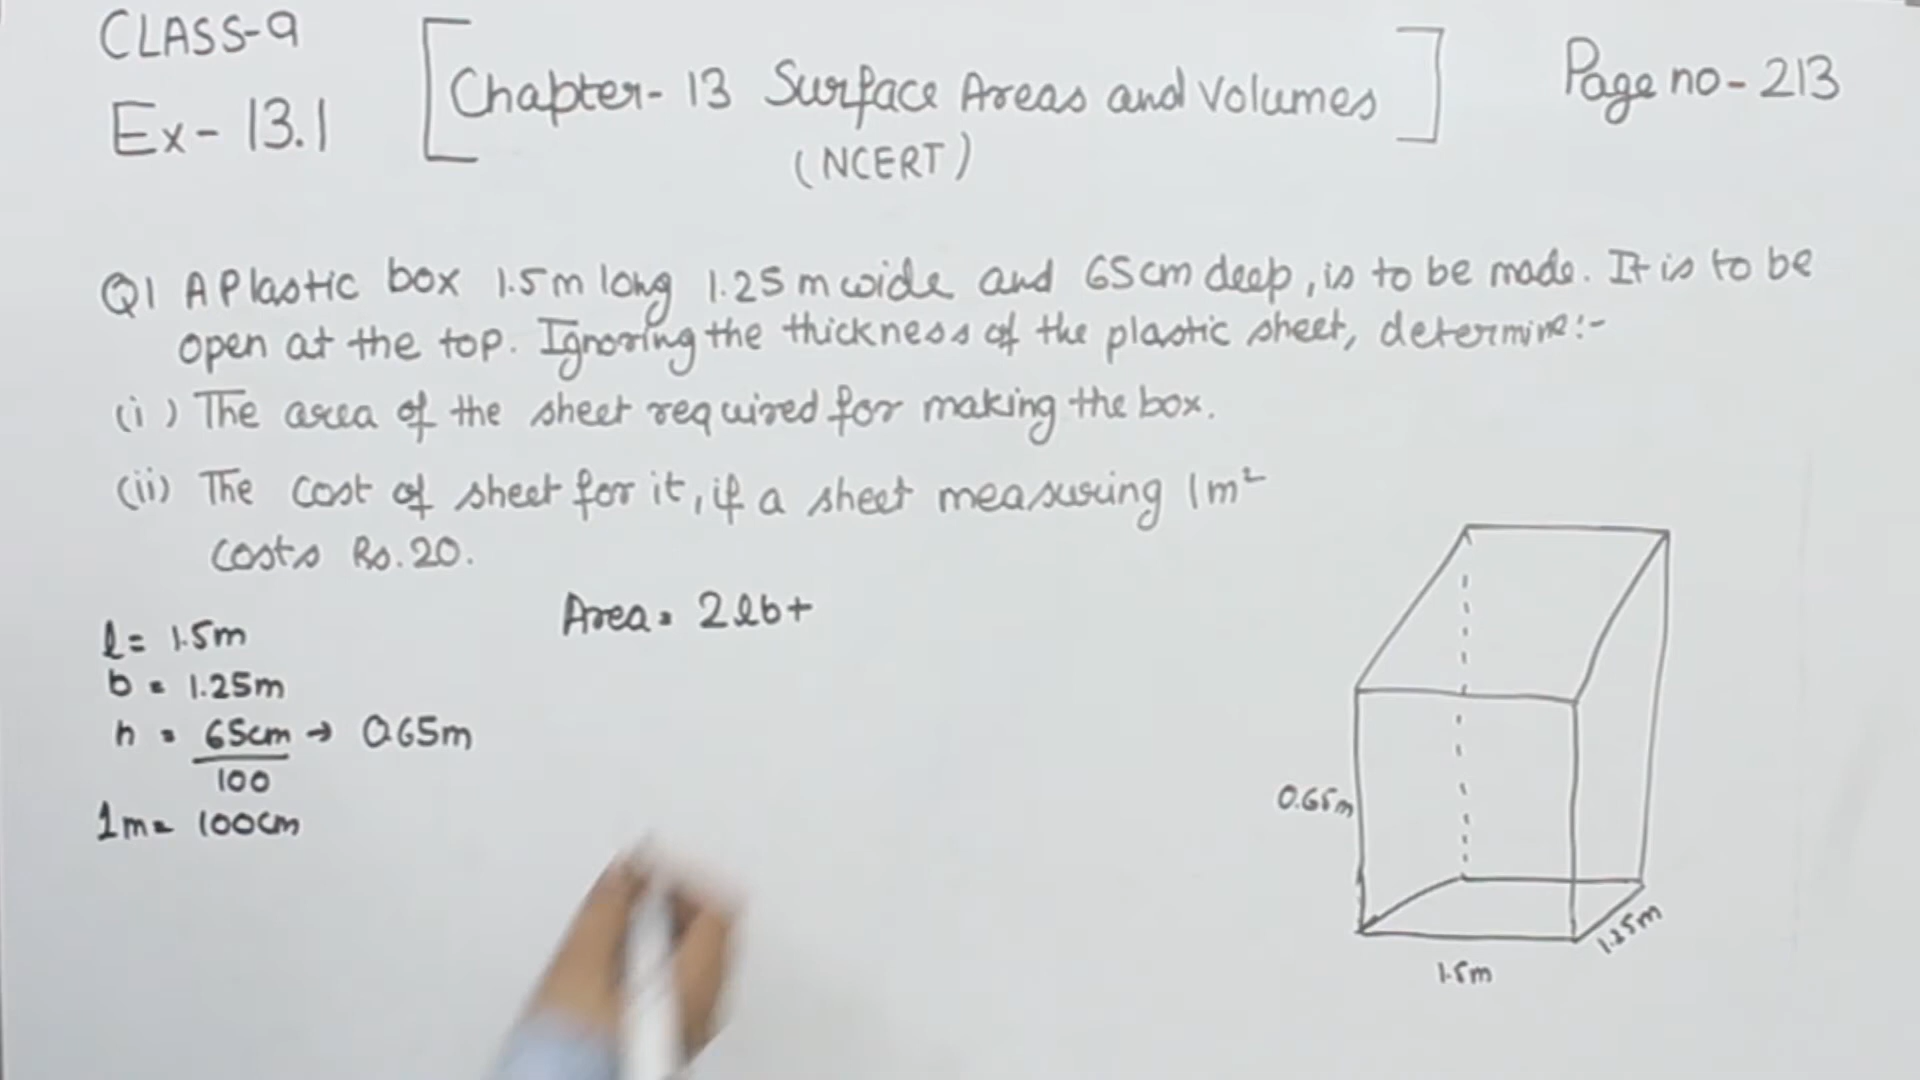 CLASS-9
Ex-13.1
Chapter-13 Surface Areas and Volumes
(NCERT)
Page no-213
Q1 A Plastic box 1.5m long 1.25m wide and 65cm deep, is to be made. It is to be
open at the top. Ignoring the thickness of the plastic sheet, determine:-
(i) The area of the sheet required for making the box.
(ii) The cost of sheet for it, if a sheet measuring 1m²
costs Rs.20.
l = 1.5m
b = 1.25m
h = 65cm → 0.65m
100
1m = 100cm
Area = 2lb+
0.65m
1.25m
1.5m